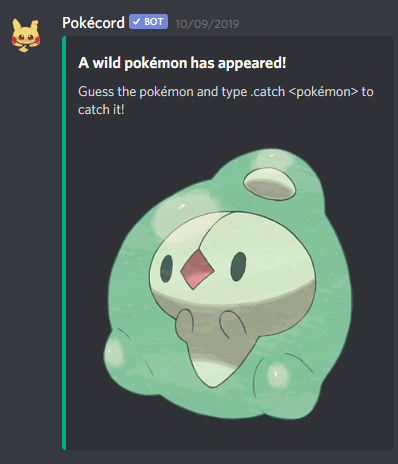 Pokécord ✓ BOT 10/09/2019
A wild pokémon has appeared!
Guess the pokémon and type .catch <pokémon> to
catch it!